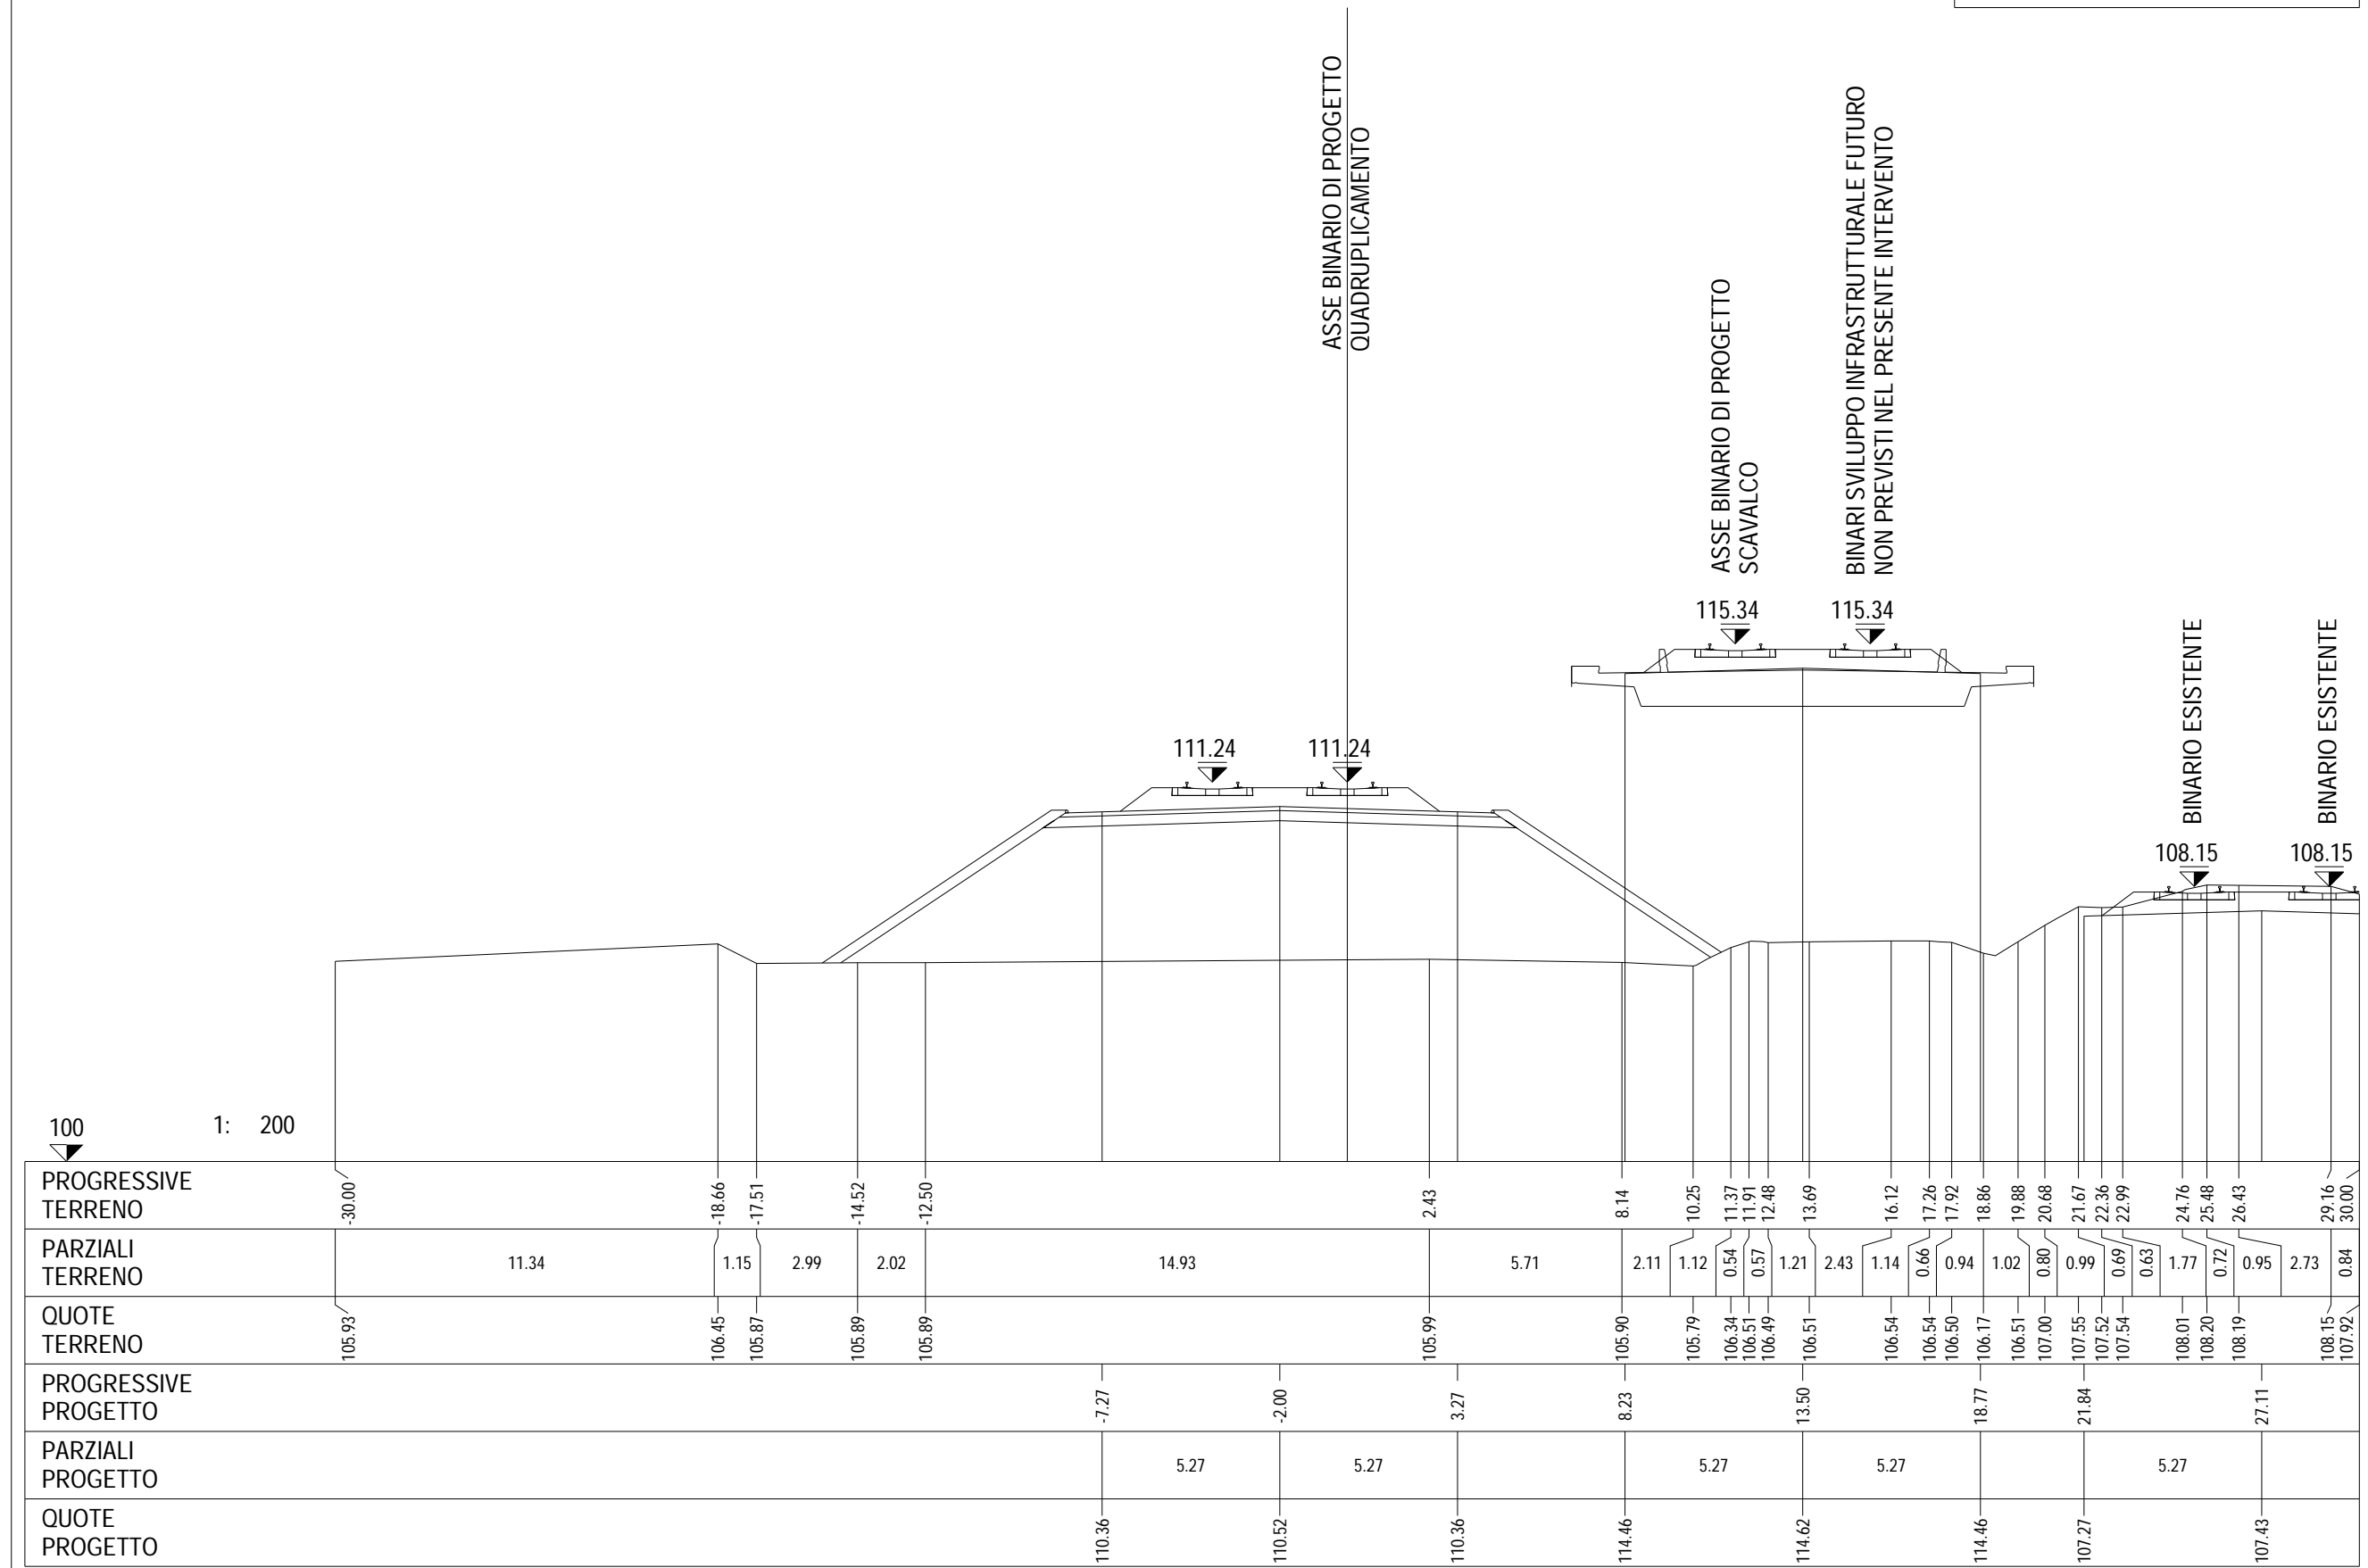 ASSE BINARIO DI PROGETTO
QUADRUPLICAMENTO
ASSE BINARIO DI PROGETTO
SCAVALCO
BINARI SVILUPPO INFRASTRUTTURALE FUTURO
NON PREVISTI NEL PRESENTE INTERVENTO
115.34 115.34
BINARIO ESISTENTE
BINARIO ESISTENTE
111.24 111.24
108.15 108.15
100 1: 200
PROGRESSIVE
TERRENO
-30.00 -18.66 -17.51 -14.52 -12.50 2.43 8.14 10.25 11.37 11.91 12.48 13.69 16.12 17.26 17.92 18.86 19.88 20.68 21.67 22.36 22.99 24.76 25.48 26.43 29.16 30.00
PARZIALI
TERRENO
11.34 1.15 2.99 2.02 14.93 5.71 2.11 1.12 0.54 0.57 1.21 2.43 1.14 0.66 0.94 1.02 0.80 0.99 0.69 0.63 1.77 0.72 0.95 2.73 0.84
QUOTE
TERRENO
105.93 106.45 105.87 105.89 105.89 105.99 105.90 105.79 106.34 106.51 106.49 106.51 106.54 106.54 106.50 106.17 106.51 107.00 107.55 107.52 107.54 108.01 108.20 108.19 108.15 107.92
PROGRESSIVE
PROGETTO
-7.27 -2.00 3.27 8.23 13.50 18.77 21.84 27.11
PARZIALI
PROGETTO
5.27 5.27 5.27 5.27 5.27
QUOTE
PROGETTO
110.36 110.52 110.36 114.46 114.62 114.46 107.27 107.43